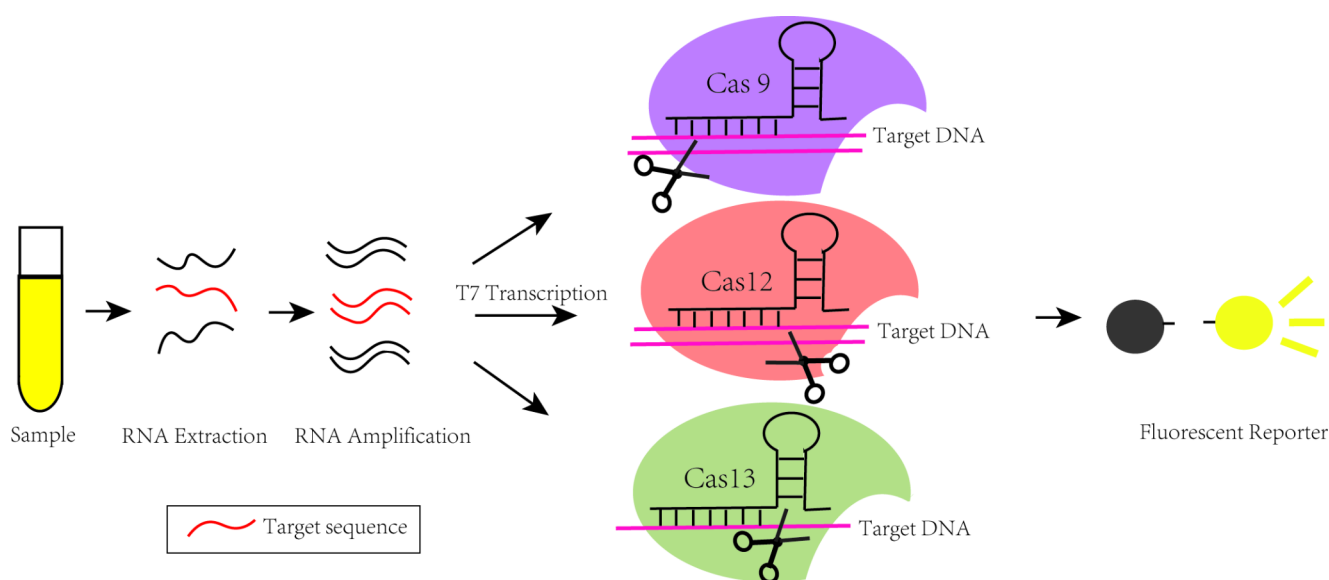 Cas 9
Target DNA
T7 Transcription
Cas12
Target DNA
Sample
RNA Extraction
RNA Amplification
Fluorescent Reporter
Cas13
Target DNA
Target sequence